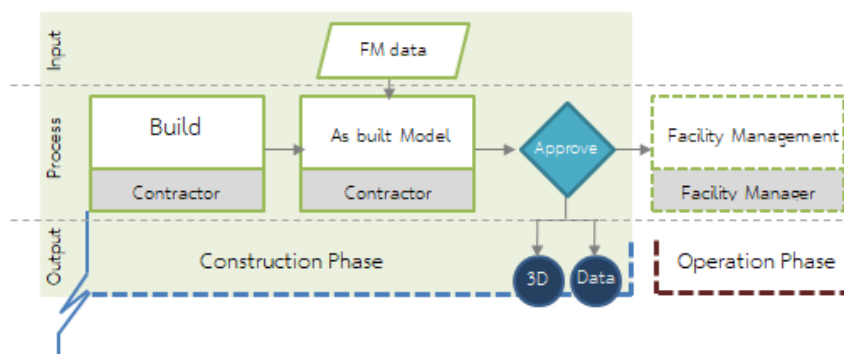 Input
FM data
Process
Build
Contractor
As built Model
Contractor
Approve
Facility Management
Facility Manager
Output
Construction Phase
3D
Data
Operation Phase